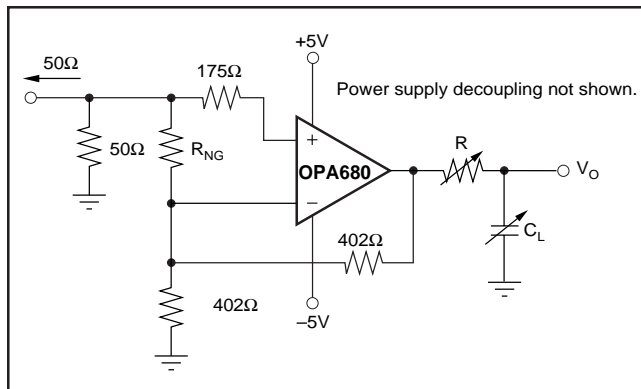 +5V
50Ω
175Ω
Power supply decoupling not shown.
50Ω
R_NG
+
OPA680
−
R
V_O
C_L
402Ω
402Ω
–5V